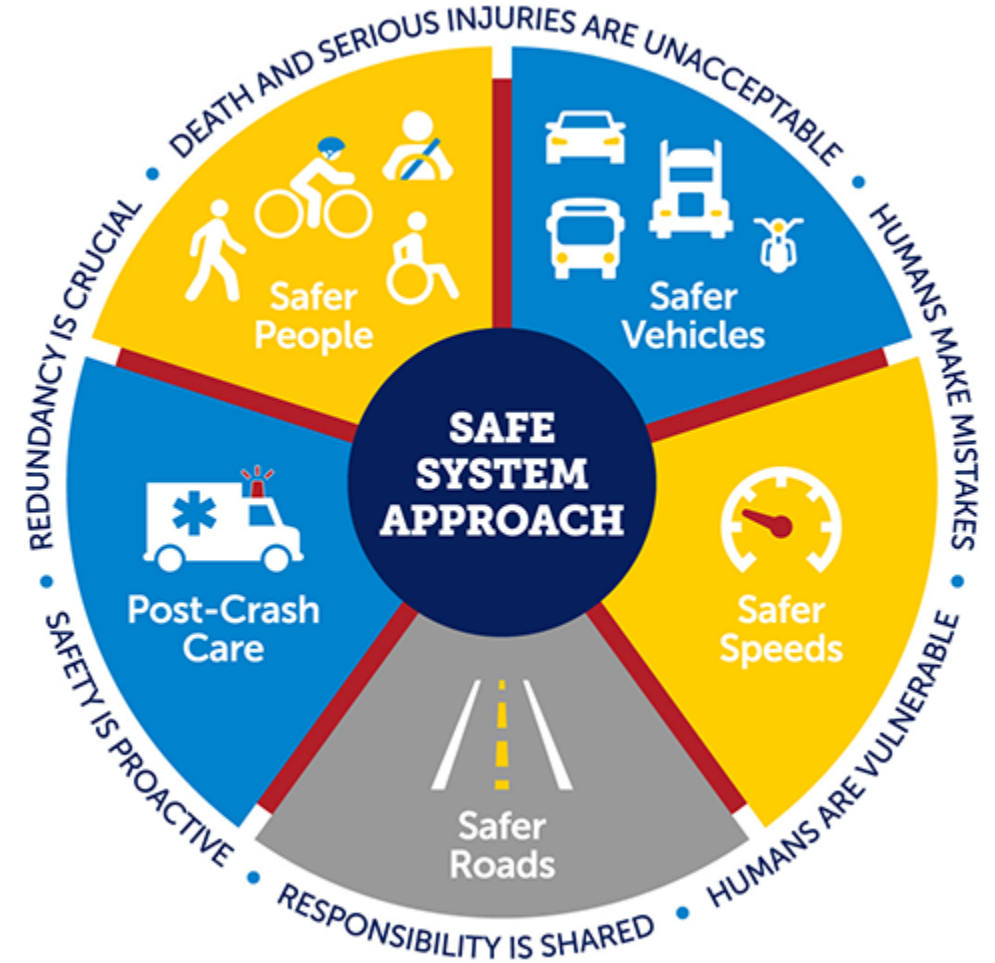 DEATH AND SERIOUS INJURIES ARE UNACCEPTABLE
HUMANS MAKE MISTAKES
HUMANS ARE VULNERABLE
RESPONSIBILITY IS SHARED
SAFETY IS PROACTIVE
REDUNDANCY IS CRUCIAL
Safer
People
Safer
Vehicles
SAFE
SYSTEM
APPROACH
Post-Crash
Care
Safer
Speeds
Safer
Roads